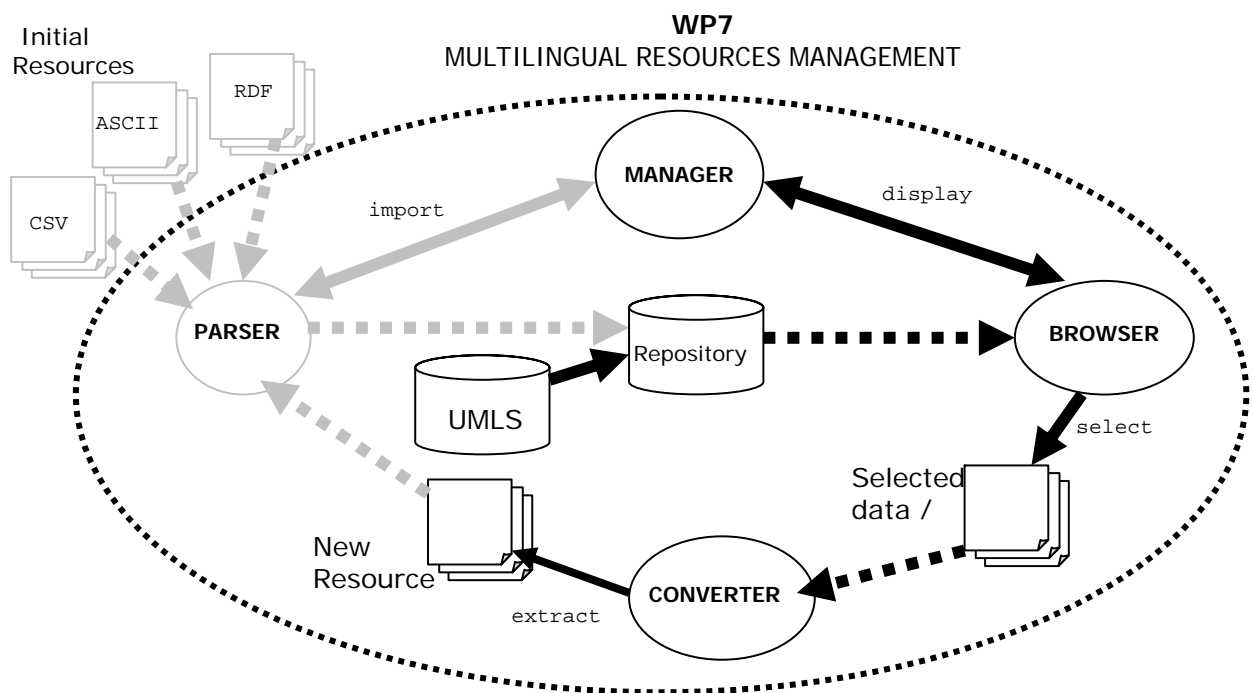 WP7
MULTILINGUAL RESOURCES MANAGEMENT
Initial
Resources
RDF
ASCII
CSV
MANAGER
import
display
PARSER
Repository
BROWSER
UMLS
select
Selected
data /
New
Resource
CONVERTER
extract